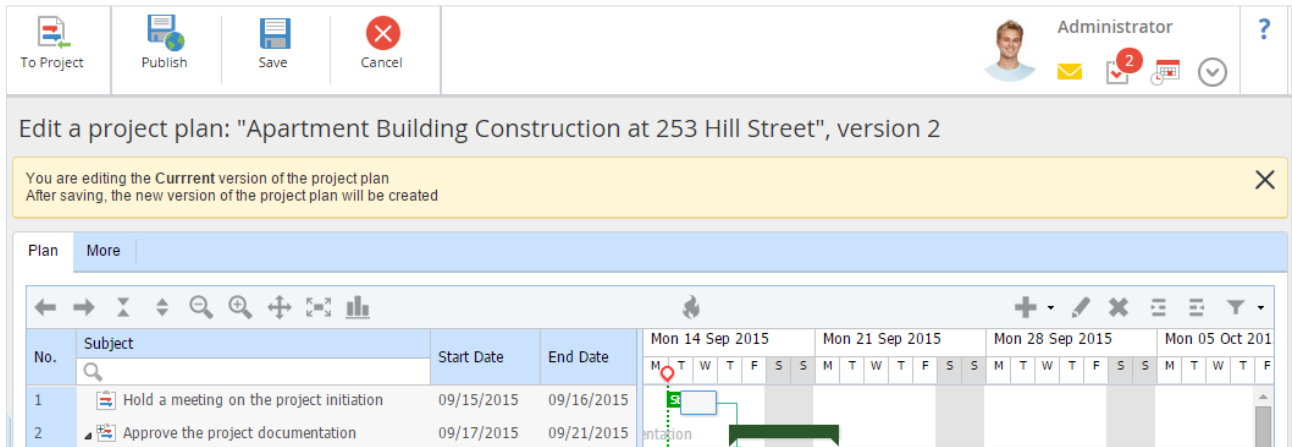 Administrator
?
To Project
Publish
Save
Cancel
2
Edit a project plan: "Apartment Building Construction at 253 Hill Street", version 2
You are editing the Currrent version of the project plan
After saving, the new version of the project plan will be created
Plan
More
No.
Subject
Start Date
End Date
Mon 14 Sep 2015
Mon 21 Sep 2015
Mon 28 Sep 2015
Mon 05 Oct 201
M T W T F S S M T W T F S S M T W T F S S M T W T F
1 Hold a meeting on the project initiation 09/15/2015 09/16/2015
2 Approve the project documentation 09/17/2015 09/21/2015 entation